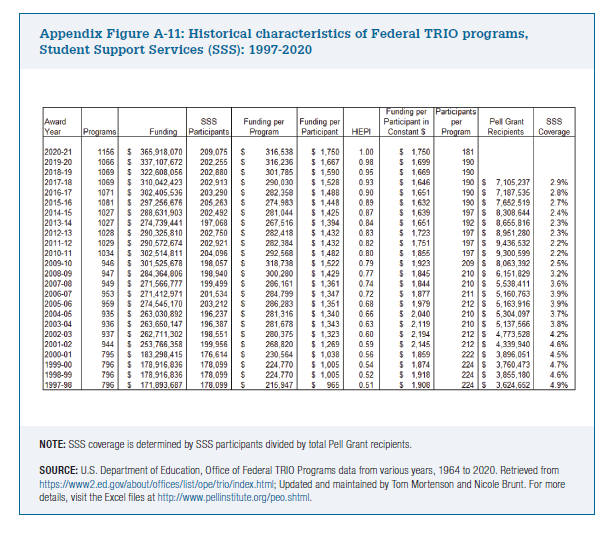 Appendix Figure A-11: Historical characteristics of Federal TRIO programs,
Student Support Services (SSS): 1997-2020
Funding per Participants
Award SSS Funding per Funding per Participant in per Pell Grant SSS
Year Programs Funding Participants Program Participant HEPI Constant $ Program Recipients Coverage
2020-21 1156 $ 365,918,070 209,075 $ 316,538 $ 1,750 1.00 $ 1,750 181
2019-20 1066 $ 337,107,672 202,255 $ 316,236 $ 1,667 0.98 $ 1,699 190
2018-19 1069 $ 322,608,056 202,880 $ 301,785 $ 1,590 0.95 $ 1,669 190
2017-18 1069 $ 310,042,423 202,913 $ 290,030 $ 1,528 0.93 $ 1,646 190 $ 7,105,237 2.9%
2016-17 1071 $ 302,405,536 203,290 $ 282,358 $ 1,488 0.90 $ 1,651 190 $ 7,187,535 2.8%
2015-16 1081 $ 297,256,676 205,263 $ 274,983 $ 1,448 0.89 $ 1,632 190 $ 7,652,519 2.7%
2014-15 1027 $ 288,631,903 202,492 $ 281,044 $ 1,425 0.87 $ 1,639 197 $ 8,308,644 2.4%
2013-14 1027 $ 274,739,441 197,068 $ 267,516 $ 1,394 0.84 $ 1,651 192 $ 8,655,816 2.3%
2012-13 1028 $ 290,325,810 202,750 $ 282,418 $ 1,432 0.83 $ 1,723 197 $ 8,951,280 2.3%
2011-12 1029 $ 290,572,674 202,921 $ 282,384 $ 1,432 0.82 $ 1,751 197 $ 9,436,532 2.2%
2010-11 1034 $ 302,514,811 204,096 $ 292,568 $ 1,482 0.80 $ 1,855 197 $ 9,300,599 2.2%
2009-10 946 $ 301,525,678 198,057 $ 318,738 $ 1,522 0.79 $ 1,923 209 $ 8,063,392 2.5%
2008-09 947 $ 284,364,806 198,940 $ 300,280 $ 1,429 0.77 $ 1,845 210 $ 6,151,829 3.2%
2007-08 949 $ 271,566,777 199,499 $ 286,161 $ 1,361 0.74 $ 1,844 210 $ 5,538,411 3.6%
2006-07 953 $ 271,412,971 201,534 $ 284,799 $ 1,347 0.72 $ 1,877 211 $ 5,160,763 3.9%
2005-06 959 $ 274,545,170 203,212 $ 286,283 $ 1,351 0.68 $ 1,979 212 $ 5,163,916 3.9%
2004-05 935 $ 263,030,892 196,237 $ 281,316 $ 1,340 0.66 $ 2,040 210 $ 5,304,097 3.7%
2003-04 936 $ 263,650,147 196,387 $ 281,678 $ 1,343 0.63 $ 2,119 210 $ 5,137,566 3.8%
2002-03 937 $ 262,711,302 198,551 $ 280,375 $ 1,323 0.60 $ 2,194 212 $ 4,773,528 4.2%
2001-02 944 $ 253,766,358 199,956 $ 268,820 $ 1,269 0.59 $ 2,145 212 $ 4,339,940 4.6%
2000-01 795 $ 183,298,415 176,614 $ 230,564 $ 1,038 0.56 $ 1,859 222 $ 3,896,051 4.5%
1999-00 796 $ 178,916,836 178,099 $ 224,770 $ 1,005 0.54 $ 1,874 224 $ 3,760,473 4.7%
1998-99 796 $ 178,916,836 178,099 $ 224,770 $ 1,005 0.52 $ 1,918 224 $ 3,855,180 4.6%
1997-98 796 $ 171,893,687 178,099 $ 215,947 $ 965 0.51 $ 1,908 224 $ 3,624,652 4.9%
NOTE: SSS coverage is determined by SSS participants divided by total Pell Grant recipients.
SOURCE: U.S. Department of Education, Office of Federal TRIO Programs data from various years, 1964 to 2020. Retrieved from
https://www2.ed.gov/about/offices/list/ope/trio/index.html; Updated and maintained by Tom Mortenson and Nicole Brunt. For more
details, visit the Excel files at http://www.pellinstitute.org/peo.shtml.